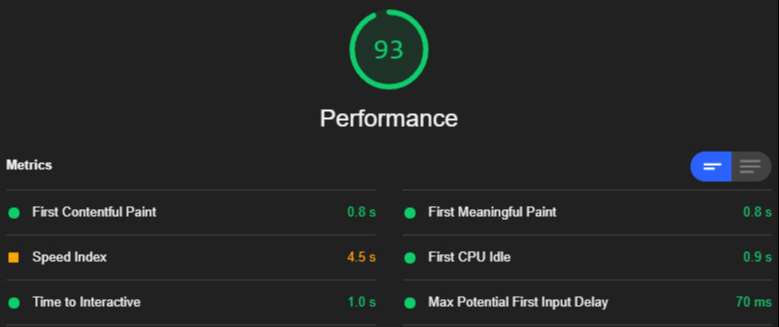 93
Performance
Metrics
First Contentful Paint 0.8 s
First Meaningful Paint 0.8 s
Speed Index 4.5 s
First CPU Idle 0.9 s
Time to Interactive 1.0 s
Max Potential First Input Delay 70 ms